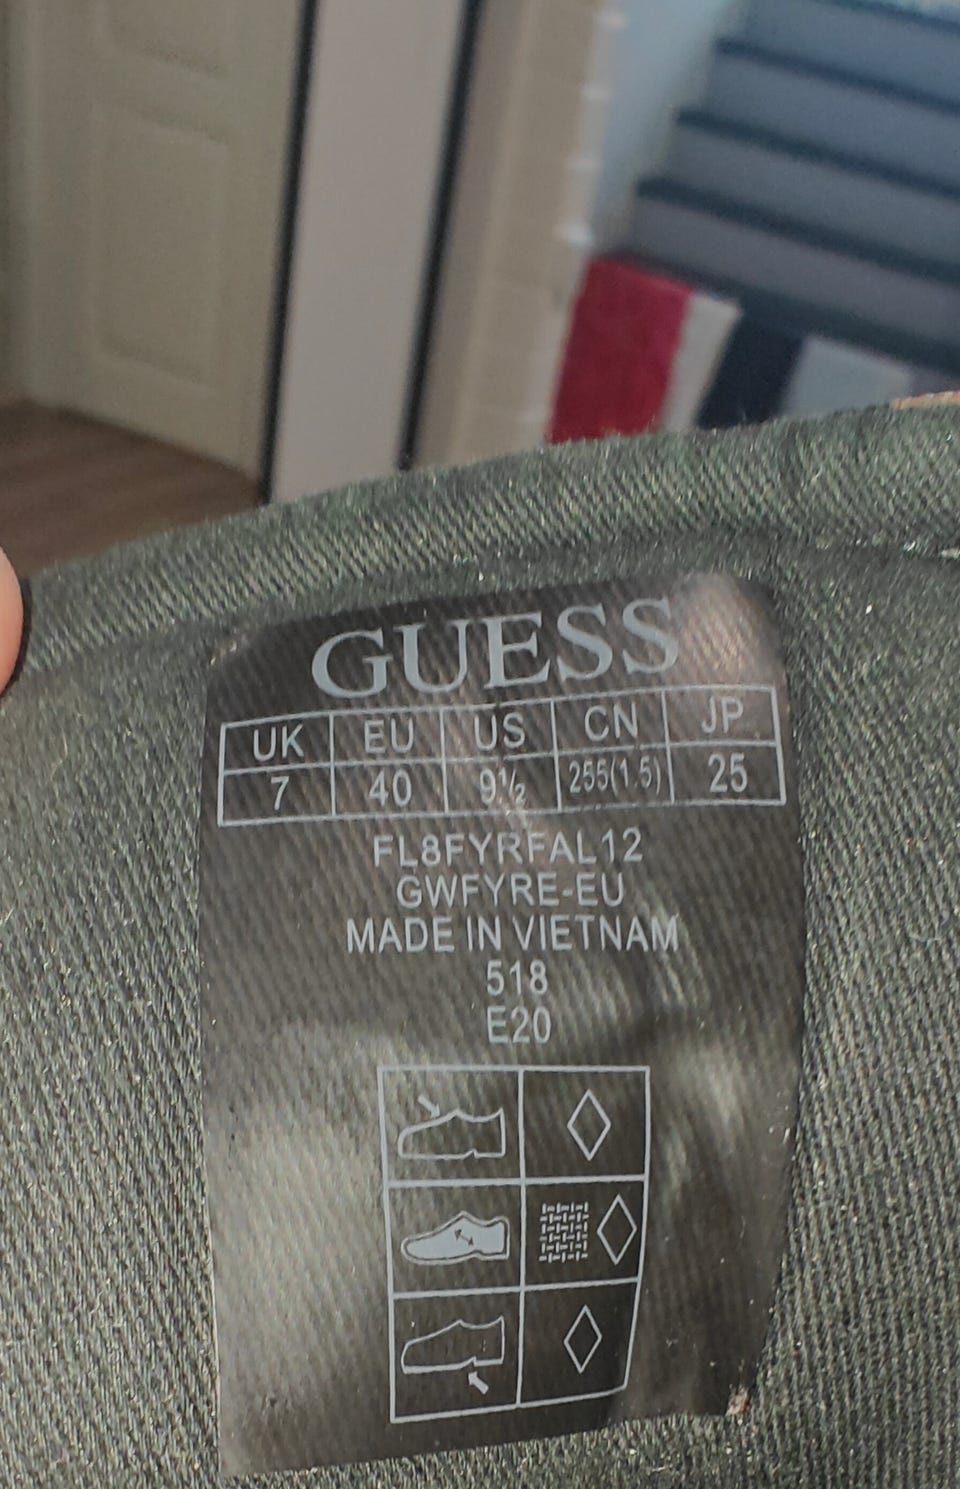 GUESS
UK EU US CN JP
7 40 9½ 255(1.5) 25
FL8FYRFAL12
GWFYRE-EU
MADE IN VIETNAM
518
E20